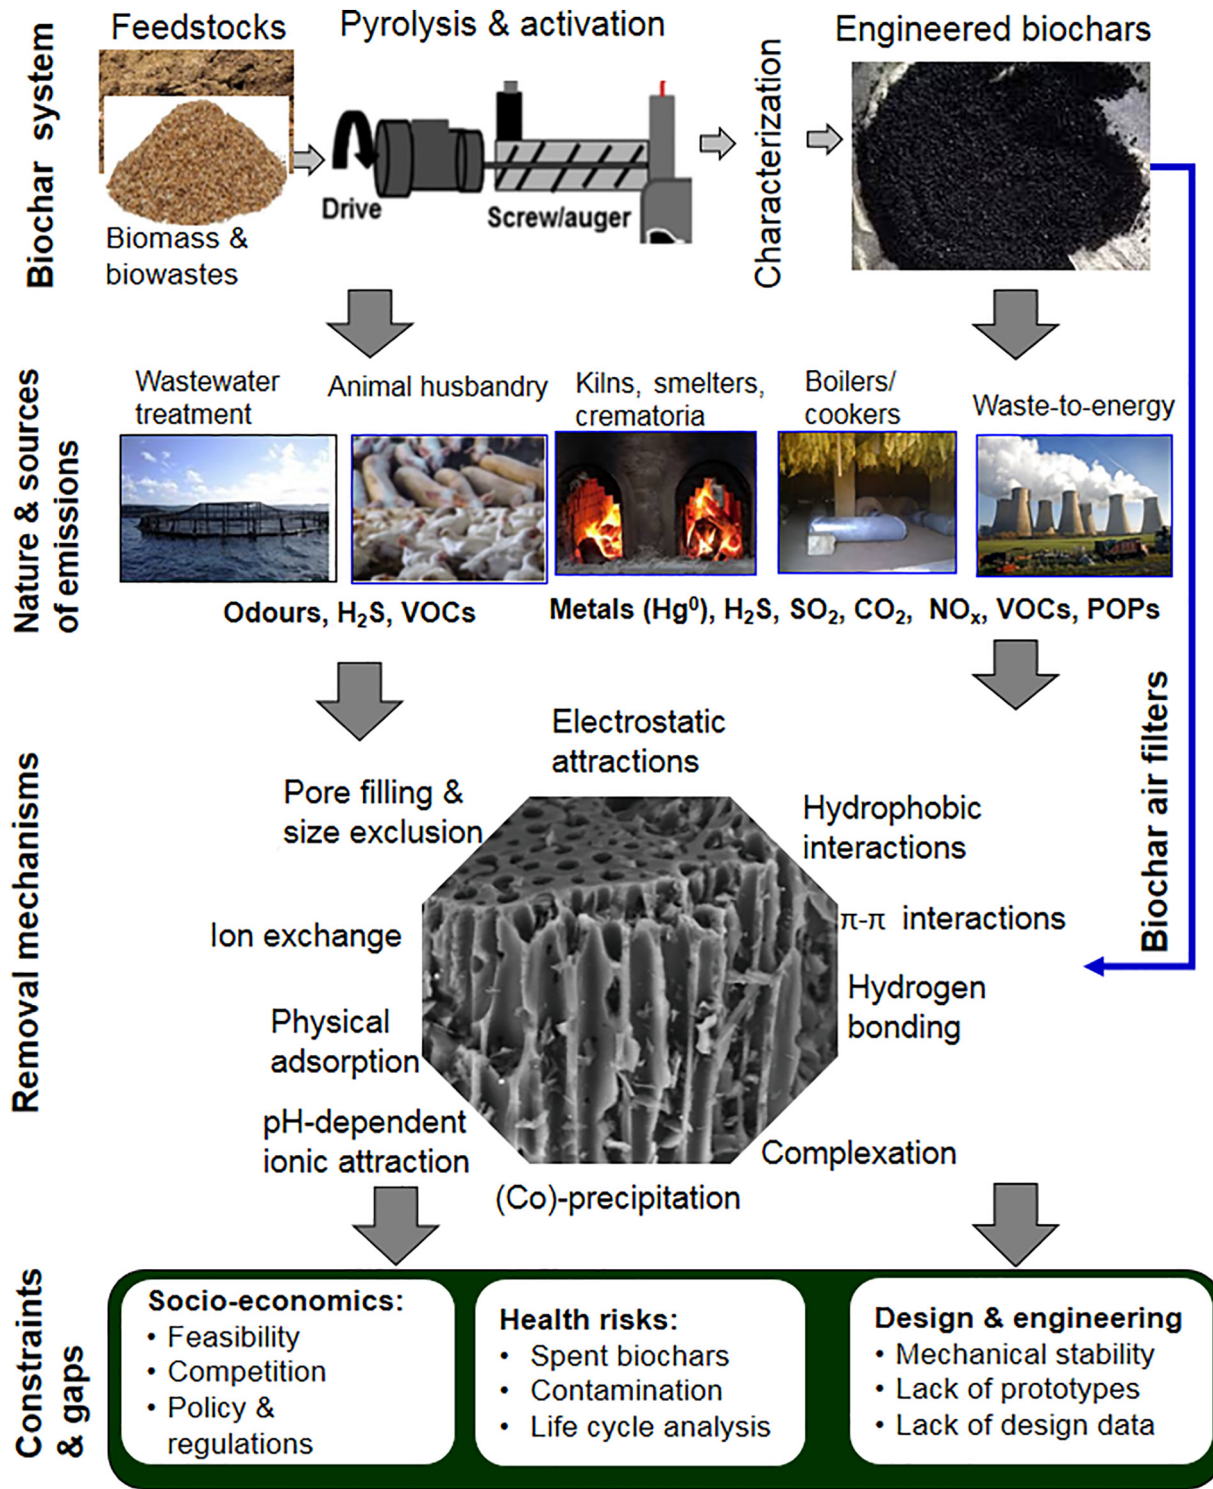 Biochar system
Feedstocks
Pyrolysis & activation
Engineered biochars
Characterization
Drive
Screw/auger
Biomass &
biowastes
Nature & sources
of emissions
Wastewater
treatment
Animal husbandry
Kilns, smelters,
crematoria
Boilers/
cookers
Waste-to-energy
Odours, H₂S, VOCs
Metals (Hg⁰), H₂S, SO₂, CO₂, NOₓ, VOCs, POPs
Biochar air filters
Removal mechanisms
Electrostatic
attractions
Pore filling &
size exclusion
Hydrophobic
interactions
Ion exchange
π-π interactions
Hydrogen
bonding
Physical
adsorption
pH-dependent
ionic attraction
Complexation
(Co)-precipitation
Constraints
& gaps
Socio-economics:
• Feasibility
• Competition
• Policy &
regulations
Health risks:
• Spent biochars
• Contamination
• Life cycle analysis
Design & engineering
• Mechanical stability
• Lack of prototypes
• Lack of design data